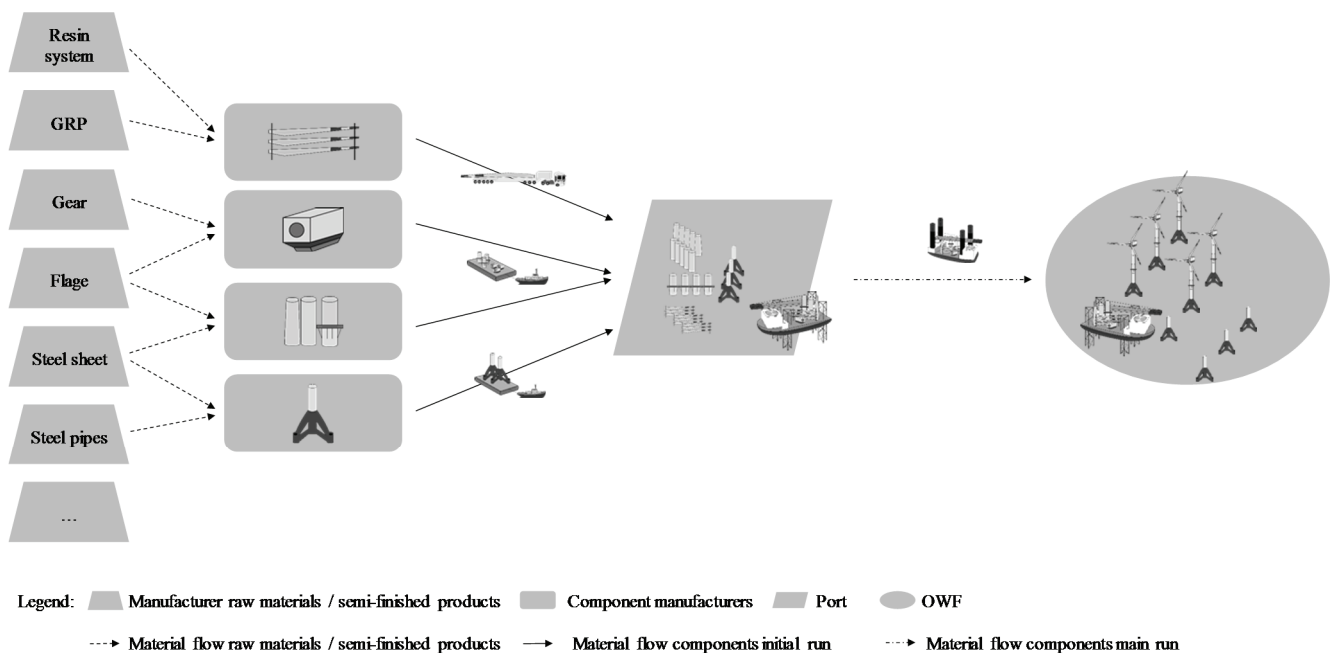 Resin
system
GRP
Gear
Flage
Steel sheet
Steel pipes
...
Legend: Manufacturer raw materials / semi-finished products Component manufacturers Port OWF
Material flow raw materials / semi-finished products Material flow components initial run Material flow components main run